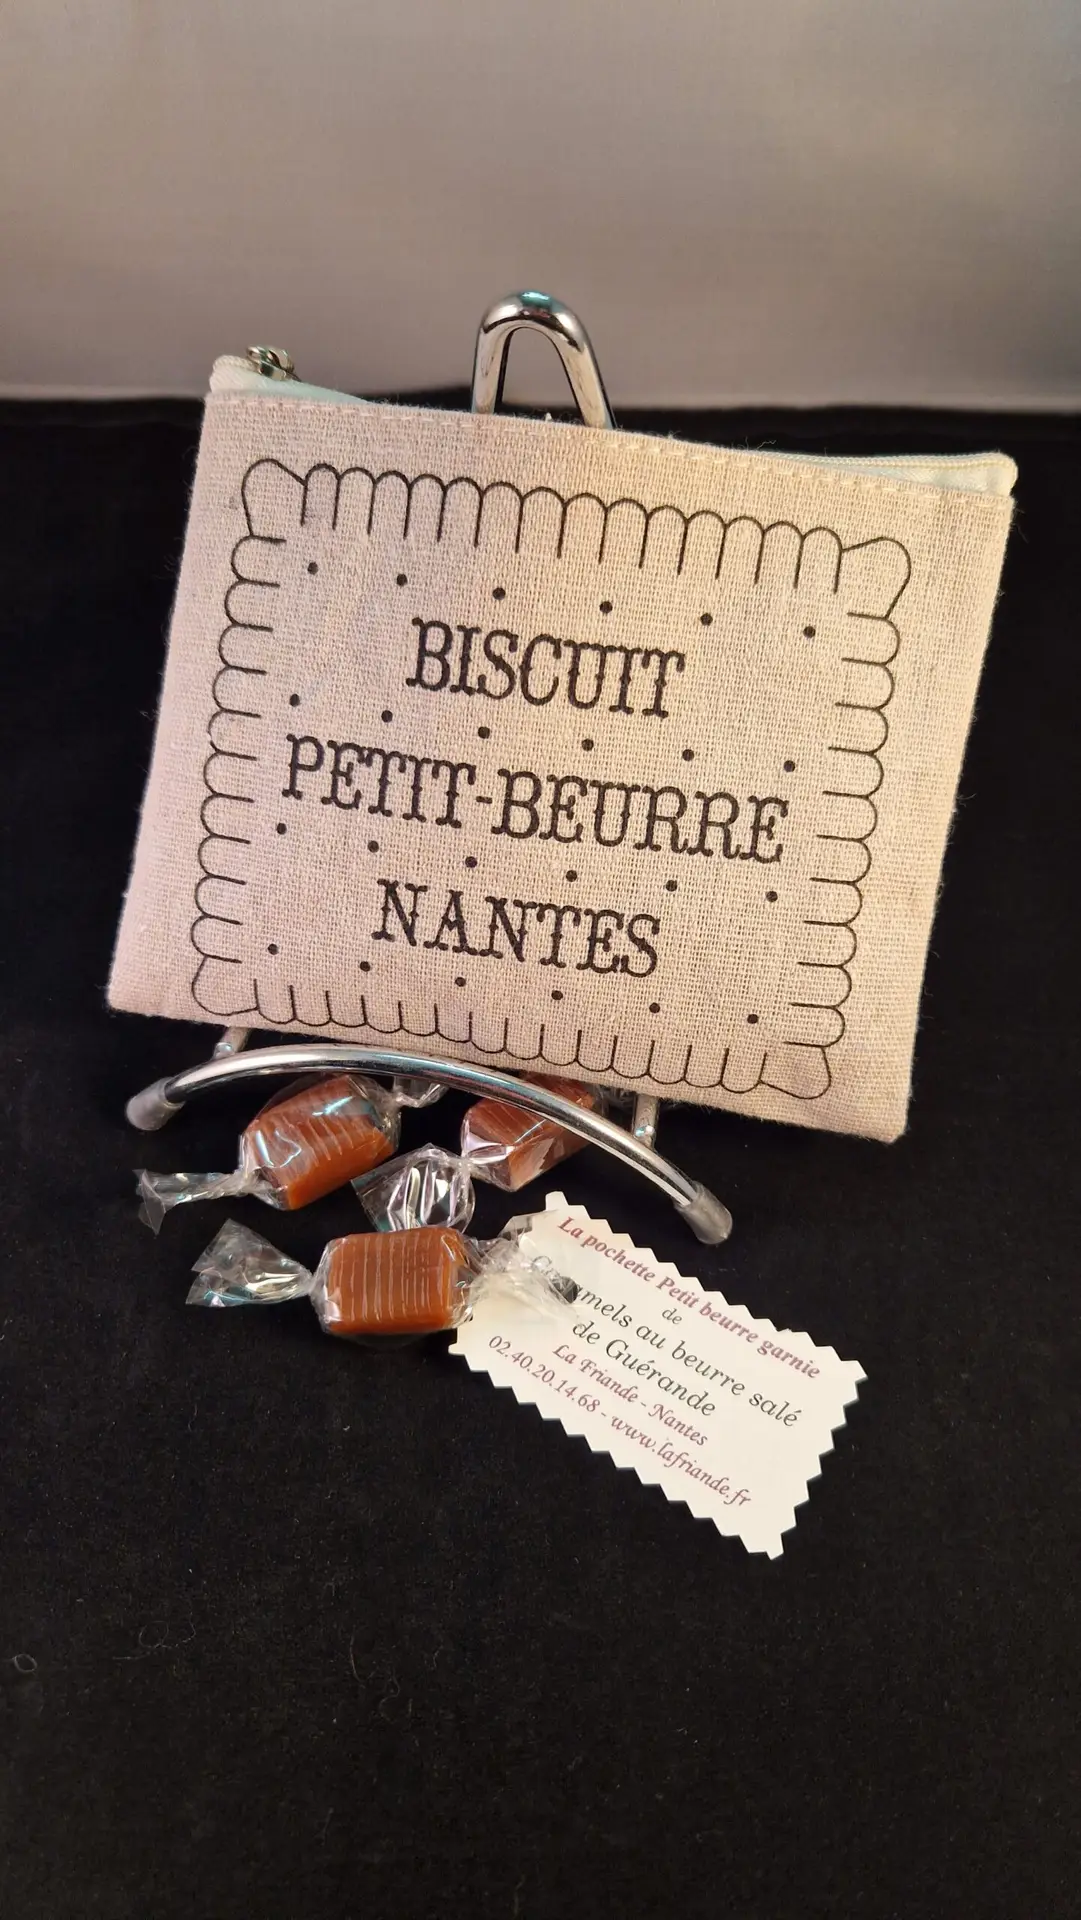 BISCUIT
PETIT-BEURRE
NANTES
La pochette Petit beurre garnie
de
au beurre salé
de Guérande
La Friande - Nantes
02.40.20.14.68 - www.lafriande.fr